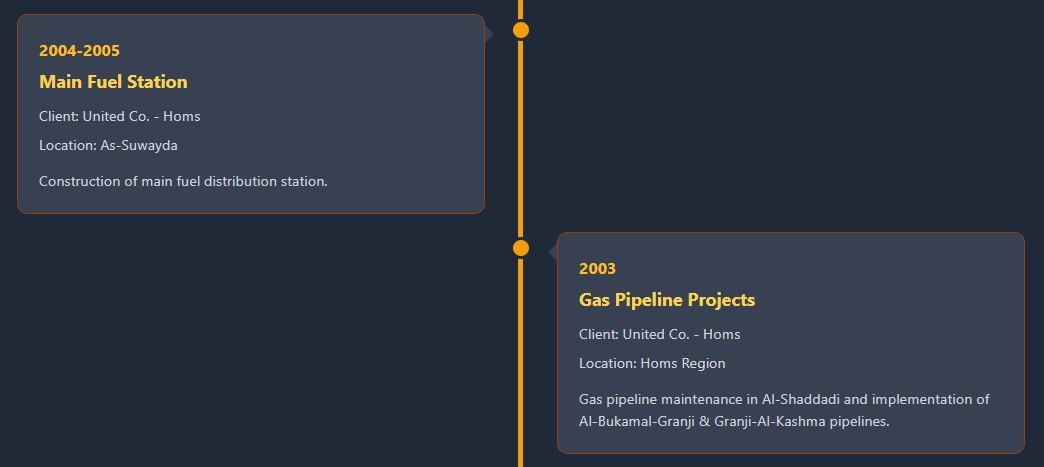 2004-2005
Main Fuel Station
Client: United Co. - Homs
Location: As-Suwayda
Construction of main fuel distribution station.
2003
Gas Pipeline Projects
Client: United Co. - Homs
Location: Homs Region
Gas pipeline maintenance in Al-Shaddadi and implementation of
Al-Bukamal-Granji & Granji-Al-Kashma pipelines.